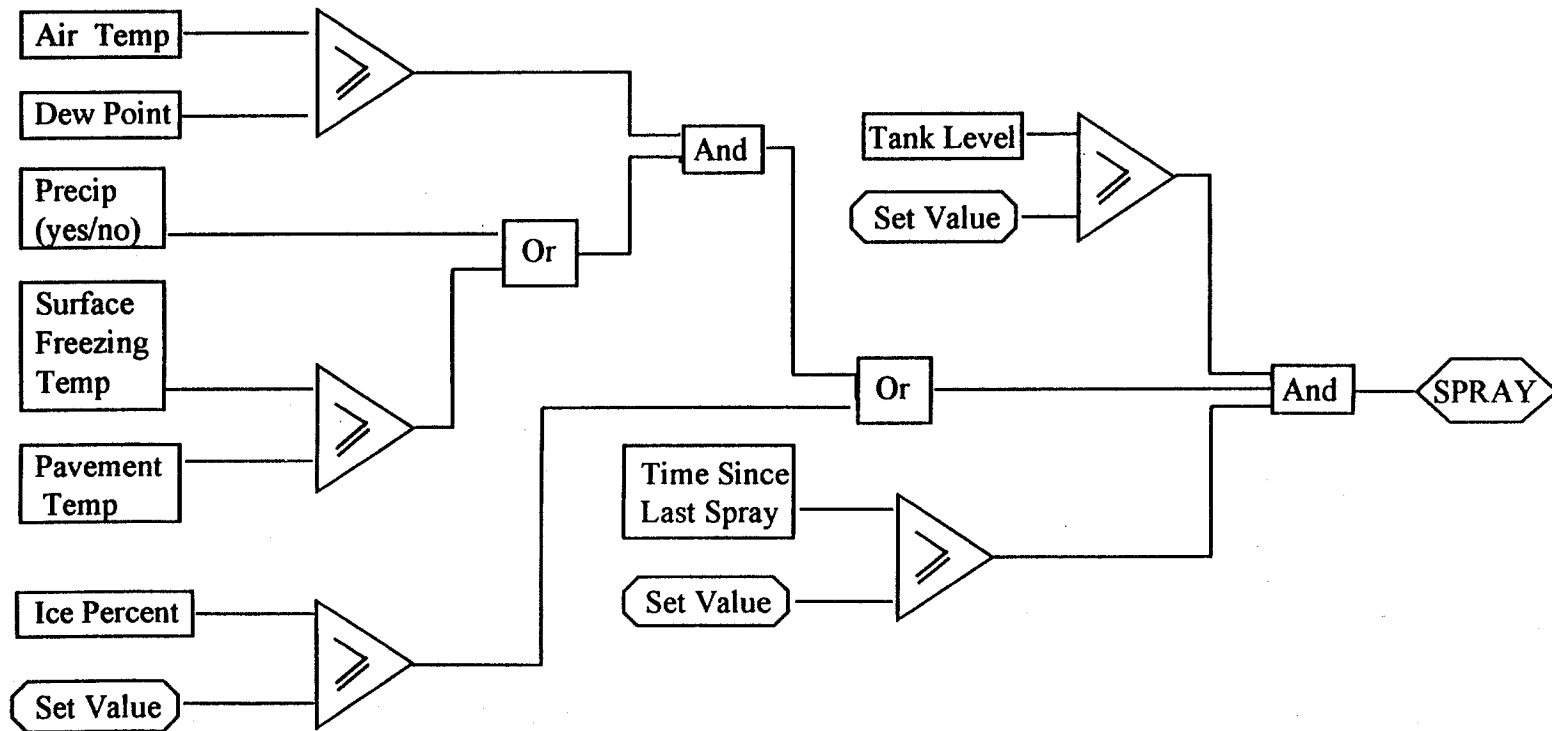 Air Temp
Dew Point
Precip
(yes/no)
Surface
Freezing
Temp
Pavement
Temp
Ice Percent
Set Value
≥
≥
≥
Or
And
Tank Level
Set Value
≥
Or
Time Since
Last Spray
Set Value
≥
And
SPRAY